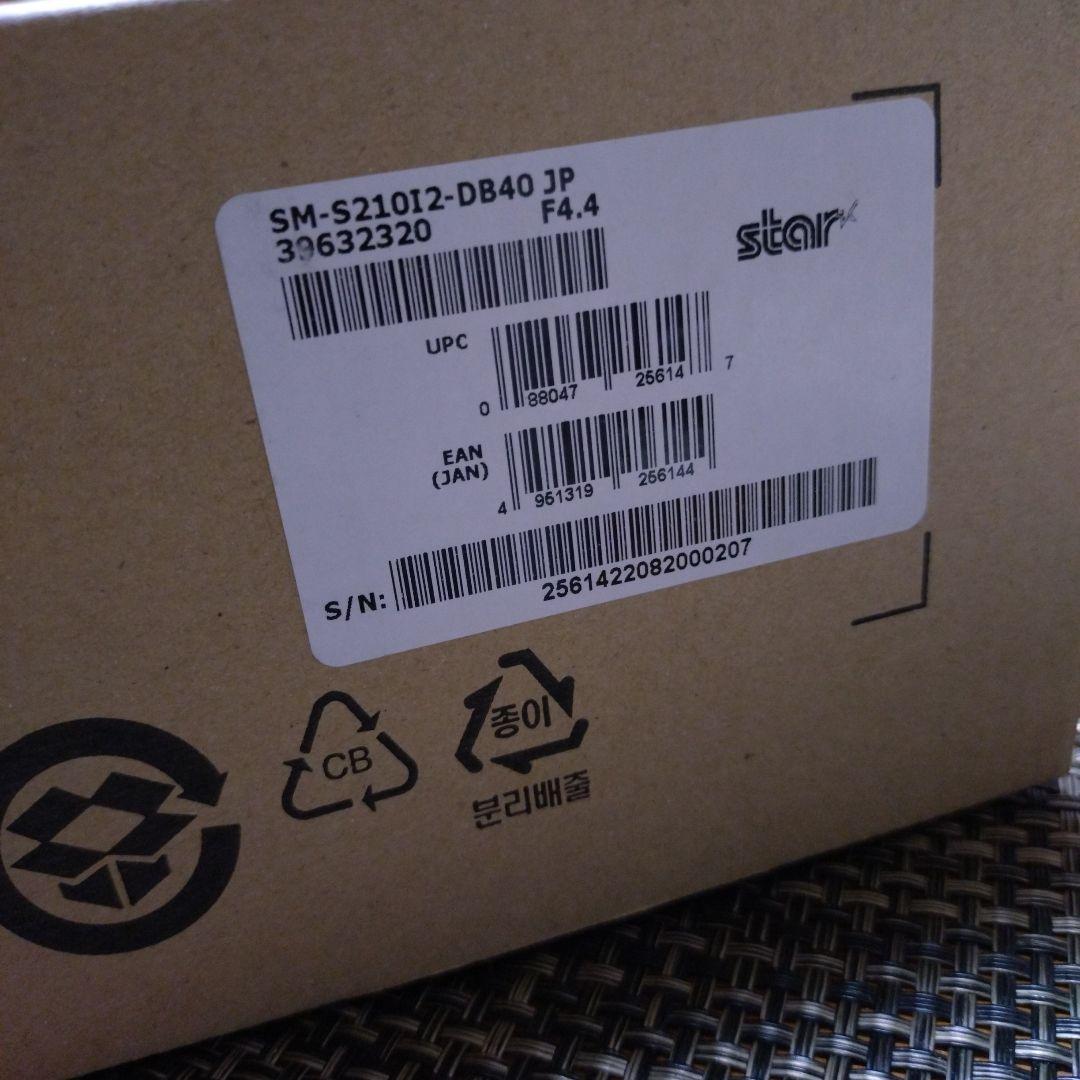 SM-S210I2-DB40 JP
39632320 F4.4
star
UPC
0 88047 25614 7
EAN
(JAN)
4 951319 256144
S/N:
2561422082000207
CB
종이
분리배출